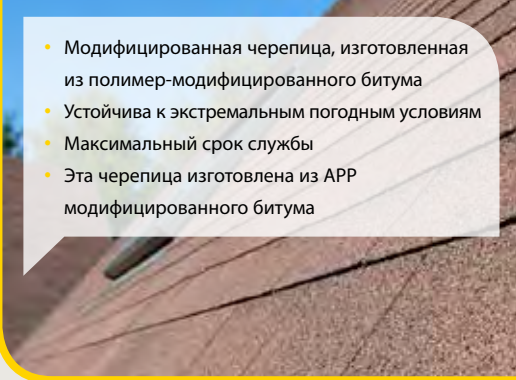 • Модифицированная черепица, изготовленная
из полимер-модифицированного битума
• Устойчива к экстремальным погодным условиям
• Максимальный срок службы
• Эта черепица изготовлена из APP
модифицированного битума